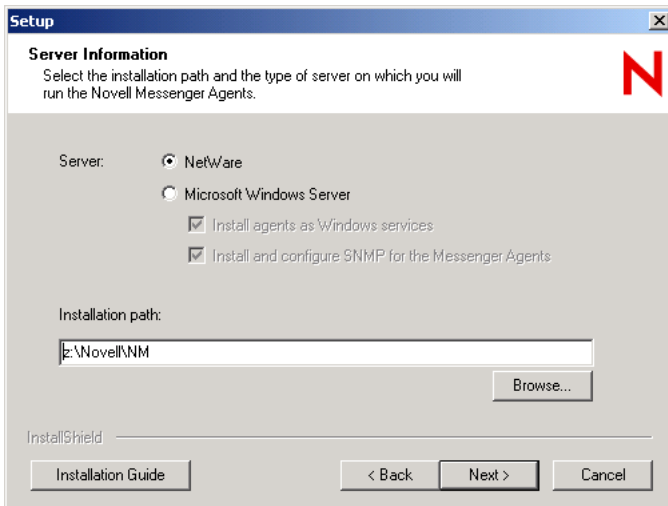 Setup
Server Information
Select the installation path and the type of server on which you will
run the Novell Messenger Agents.
N
Server:
NetWare
Microsoft Windows Server
Install agents as Windows services
Install and configure SNMP for the Messenger Agents
Installation path:
z:\Novell\NM
Browse...
InstallShield
Installation Guide
< Back
Next >
Cancel